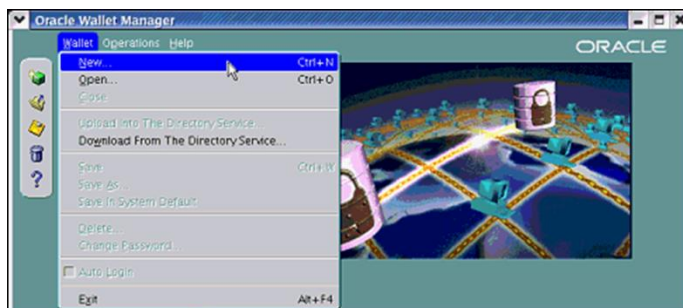 Oracle Wallet Manager
Wallet Operations Help
ORACLE
New... Ctrl+N
Open... Ctrl+O
Close
Upload Into The Directory Service...
Download From The Directory Service...
Save Ctrl+W
Save As...
Save In System Default
Delete...
Change Password...
Auto Login
Exit Alt+F4